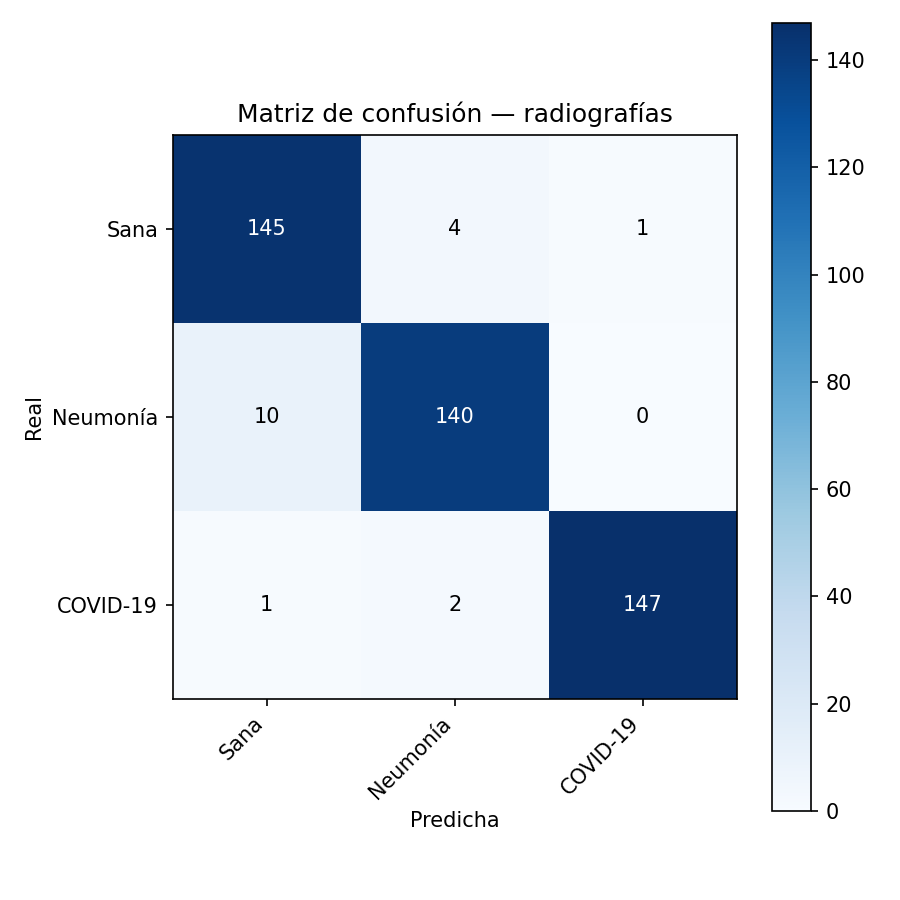 Matriz de confusión — radiografías
Real
Sana
145
4
1
Neumonía
10
140
0
COVID-19
1
2
147
Sana
Neumonía
COVID-19
Predicha
140
120
100
80
60
40
20
0